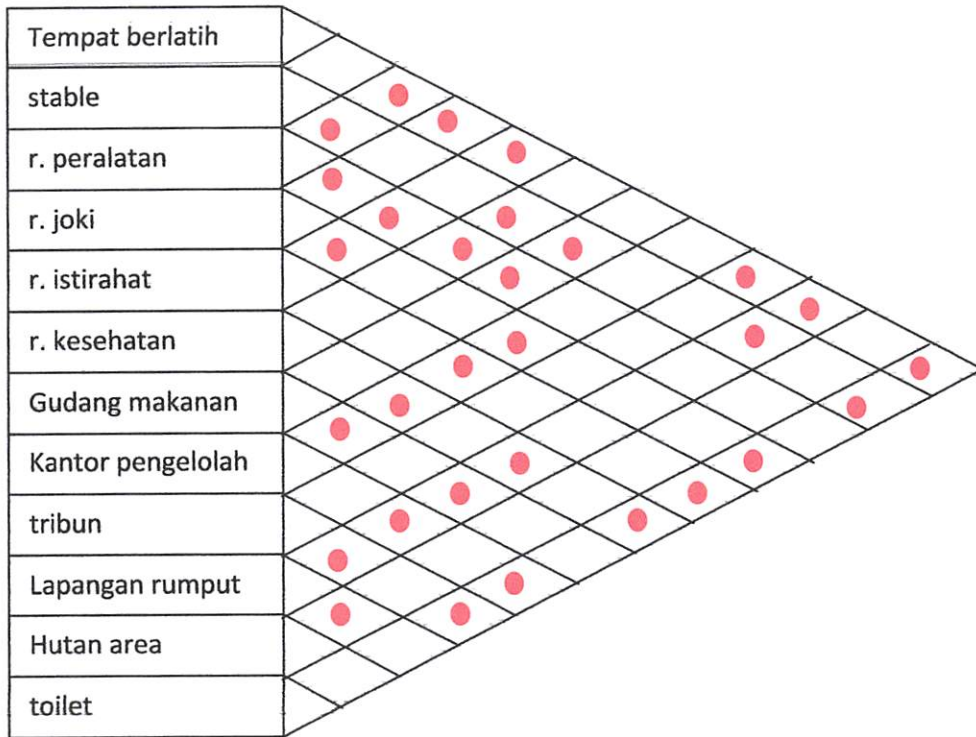 Tempat berlatih
stable
r. peralatan
r. joki
r. istirahat
r. kesehatan
Gudang makanan
Kantor pengelolah
tribun
Lapangan rumput
Hutan area
toilet